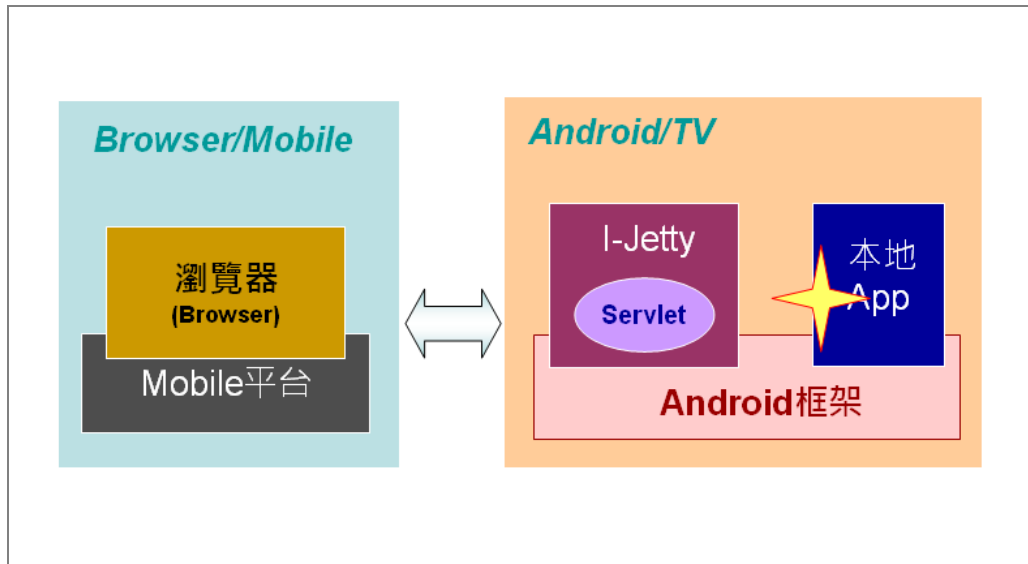 Browser/Mobile
瀏覽器
(Browser)
Mobile平台
Android/TV
I-Jetty
Servlet
本地
App
Android框架